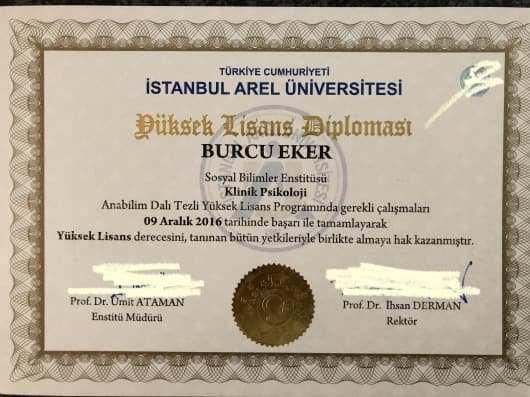 TÜRKİYE CUMHURİYETİ
İSTANBUL AREL ÜNİVERSİTESİ
Yüksek Lisans Diploması
BURCU EKER
Sosyal Bilimler Enstitüsü
Klinik Psikoloji
Anabilim Dalı Tezli Yüksek Lisans Programında gerekli çalışmaları
09 Aralık 2016 tarihinde başarı ile tamamlayarak
Yüksek Lisans derecesini, tanınan bütün yetkileriyle birlikte almaya hak kazanmıştır.
Prof. Dr. Ümit ATAMAN
Enstitü Müdürü
Prof. Dr. İhsan DERMAN
Rektör